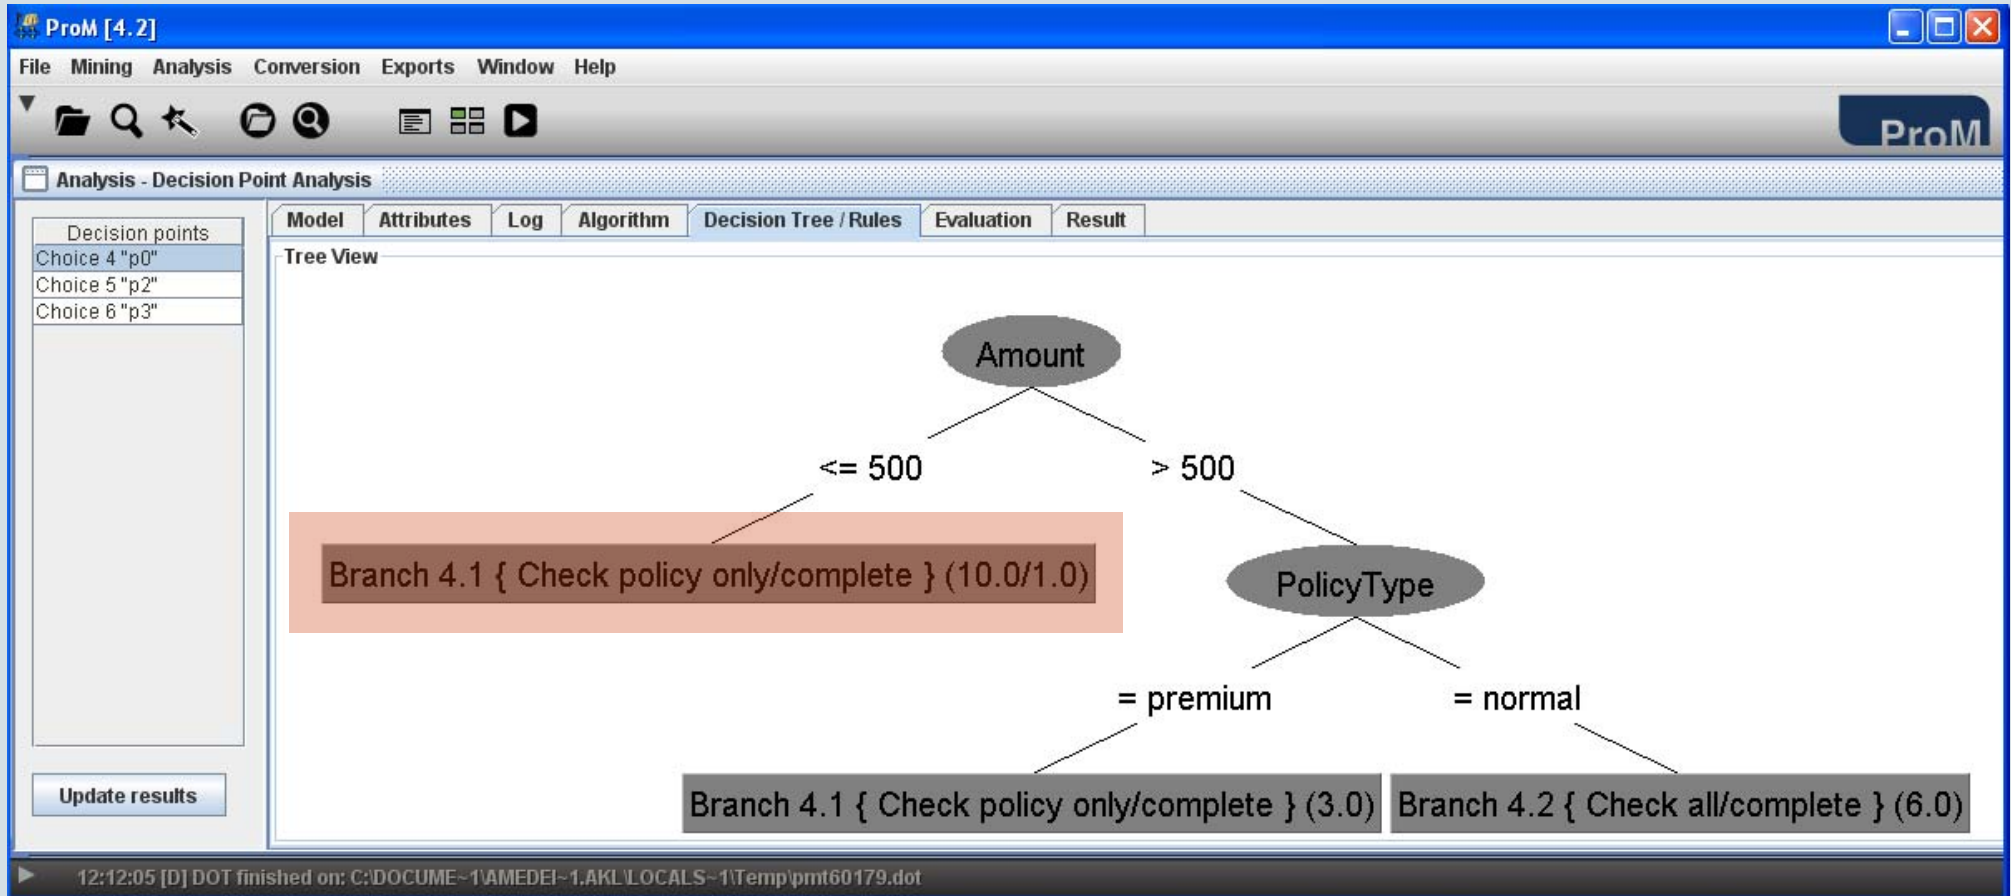 ProM [4.2]
File Mining Analysis Conversion Exports Window Help
ProM
Analysis - Decision Point Analysis
Model Attributes Log Algorithm Decision Tree / Rules Evaluation Result
Decision points
Choice 4 "p0"
Choice 5 "p2"
Choice 6 "p3"
Tree View
Amount
<= 500
> 500
Branch 4.1 { Check policy only/complete } (10.0/1.0)
PolicyType
= premium
= normal
Branch 4.1 { Check policy only/complete } (3.0)
Branch 4.2 { Check all/complete } (6.0)
Update results
12:12:05 [D] DOT finished on: C:\DOCUME~1\AMEDEI~1.AKL\LOCALS~1\Temp\pmt60179.dot